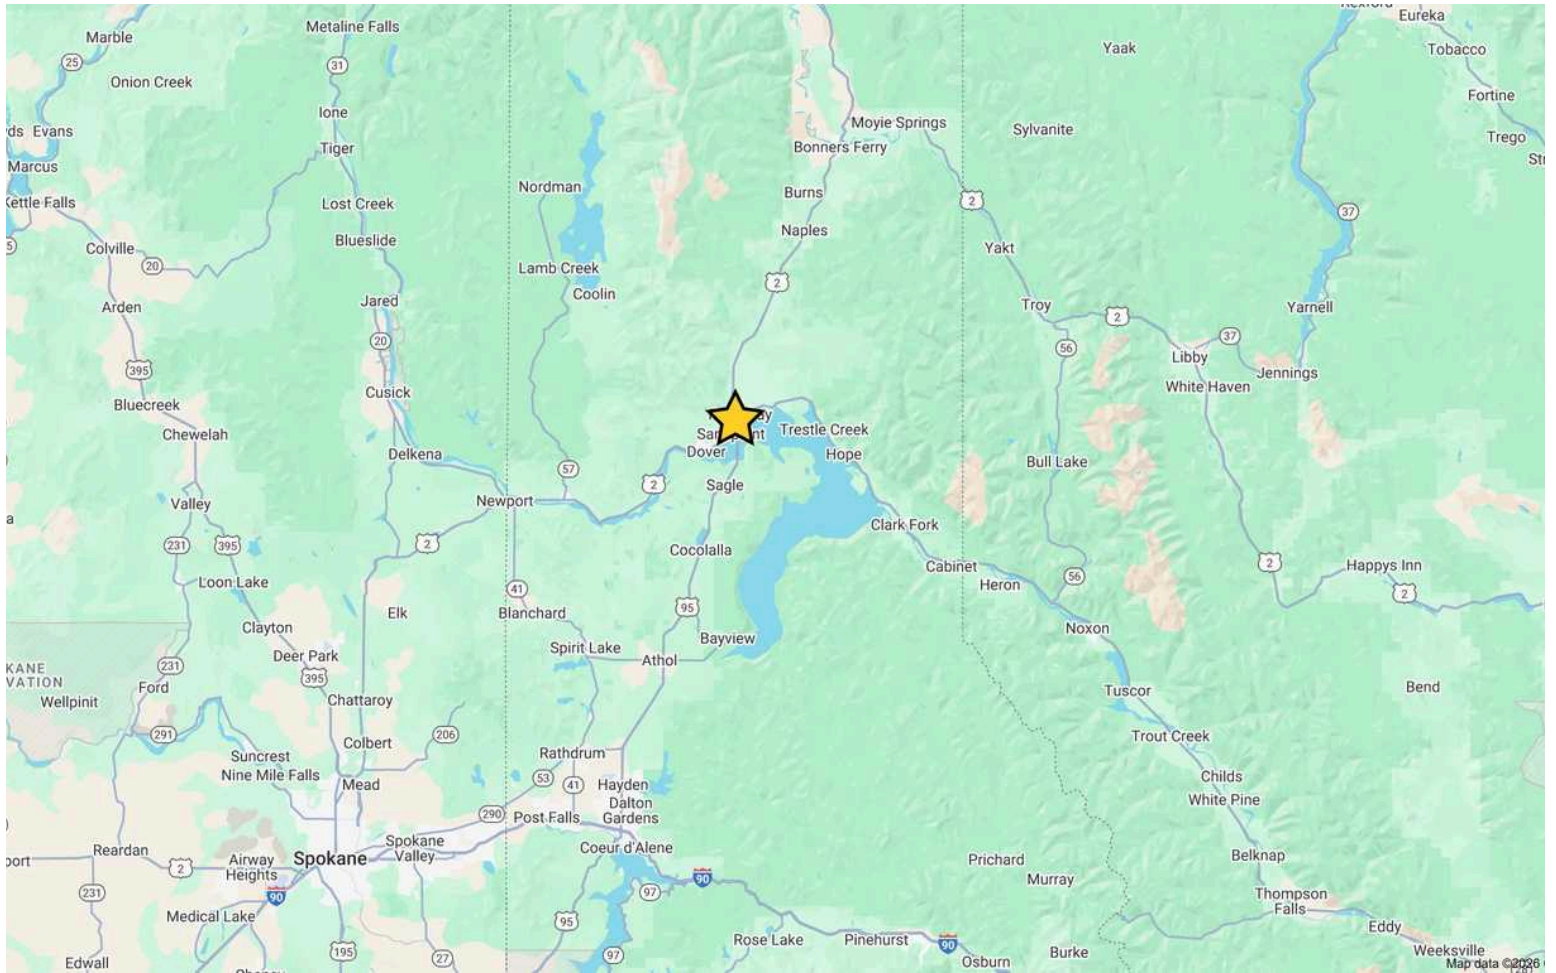 Rexford
Eureka
Metaline Falls
Marble
Yaak
Tobacco
25
31
Onion Creek
Fortine
Ione
Moyie Springs
Sylvanite
Evans
Trego
Tiger
Bonners Ferry
Marcus
Nordman
Burns
Kettle Falls
Lost Creek
2
37
Naples
Blueslide
Colville
Yakt
20
Lamb Creek
2
Coolin
Jared
Arden
Troy
Yarnell
2
20
37
56
Libby
395
Jennings
White Haven
Cusick
Bluecreek
Chewelah
Trestle Creek
Dover
Hope
Delkena
Bull Lake
57
2
Sagle
Newport
Valley
Clark Fork
231
395
2
Cocolalla
2
Cabinet
Happys Inn
Loon Lake
56
Heron
41
2
Elk
Blanchard
95
Clayton
Noxon
Bayview
Spirit Lake
Deer Park
Athol
231
KANE
VATION
395
Ford
Bend
Wellpinit
Chattaroy
Tuscor
291
206
Trout Creek
Colbert
Suncrest
Rathdrum
Nine Mile Falls
53
41
Mead
Hayden
Childs
Dalton
Gardens
White Pine
290
Post Falls
Spokane
Valley
Reardan
Coeur d'Alene
Airway
Heights
Spokane
Belknap
Prichard
2
90
Murray
231
97
90
Thompson
Falls
Medical Lake
95
Eddy
Rose Lake
Pinehurst
90
195
27
97
Burke
Weeksville
Edwall
Osburn
Map data ©2026